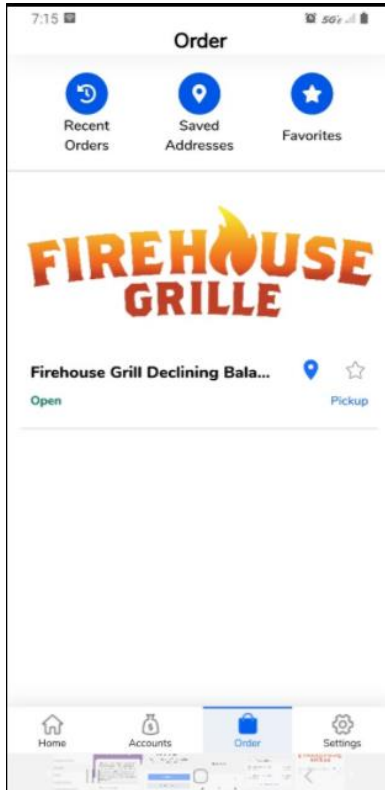 7:15
5G
Order
Recent
Orders
Saved
Addresses
Favorites
FIREHOUSE
GRILLE
Firehouse Grill Declining Bala...
Open
Pickup
Home
Accounts
Order
Settings